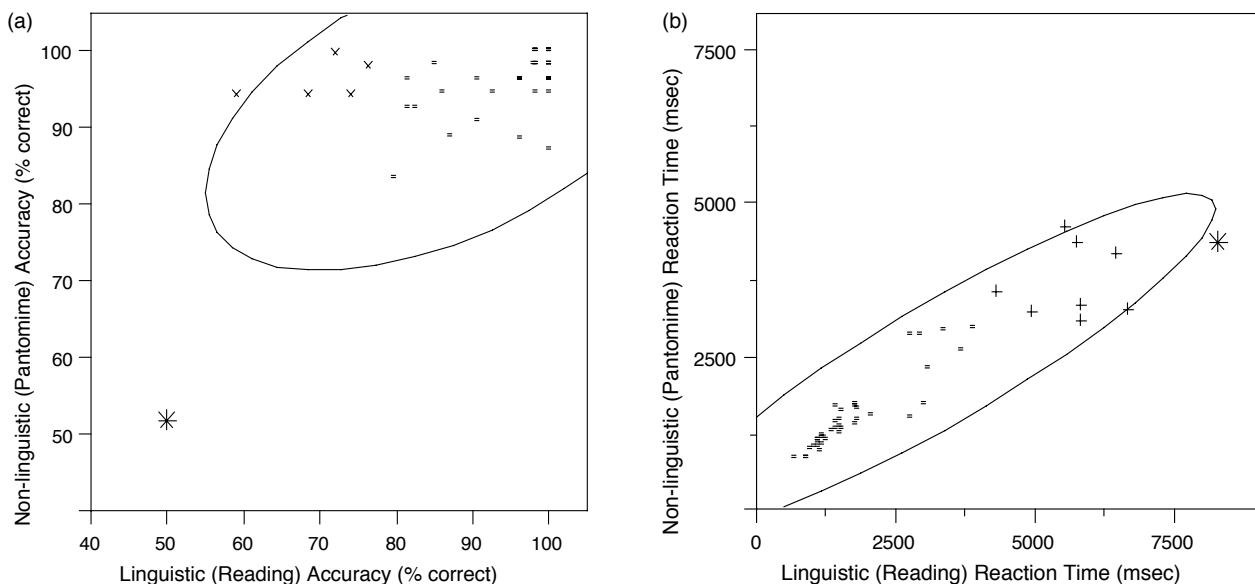 (a)
Non-linguistic (Pantomime) Accuracy (% correct)
100
90
80
70
60
50
40
40 50 60 70 80 90 100
Linguistic (Reading) Accuracy (% correct)
(b)
Non-linguistic (Pantomime) Reaction Time (msec)
7500
5000
2500
0
0 2500 5000 7500
Linguistic (Reading) Reaction Time (msec)